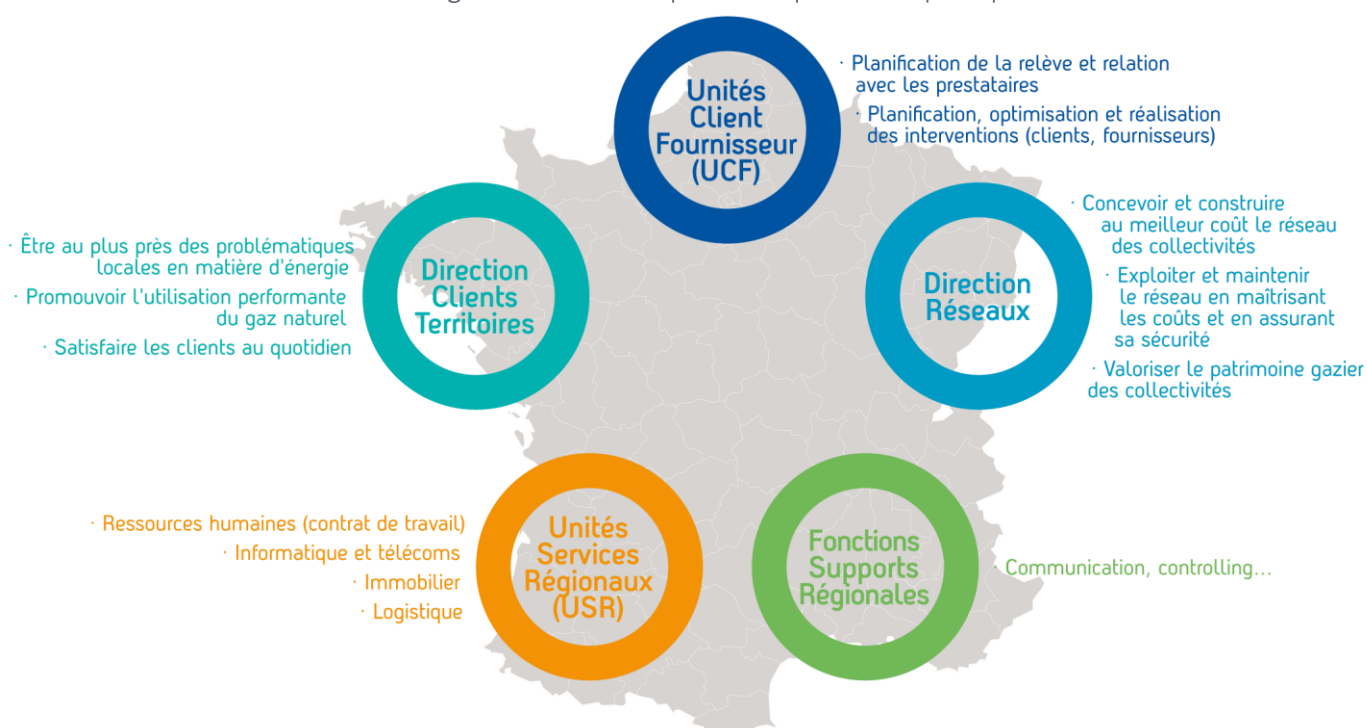 Unités
Client
Fournisseur
(UCF)
· Planification de la relève et relation
avec les prestataires
· Planification, optimisation et réalisation
des interventions (clients, fournisseurs)
Direction
Clients
Territoires
· Être au plus près des problématiques
locales en matière d'énergie
· Promouvoir l'utilisation performante
du gaz naturel
· Satisfaire les clients au quotidien
Direction
Réseaux
· Concevoir et construire
au meilleur coût le réseau
des collectivités
· Exploiter et maintenir
le réseau en maîtrisant
les coûts et en assurant
sa sécurité
· Valoriser le patrimoine gazier
des collectivités
Unités
Services
Régionaux
(USR)
· Ressources humaines (contrat de travail)
· Informatique et télécoms
· Immobilier
· Logistique
Fonctions
Supports
Régionales
· Communication, controlling...